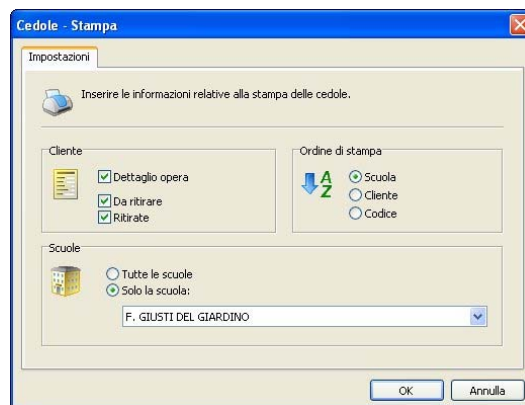 Cedole - Stampa
Impostazioni
Inserire le informazioni relative alla stampa delle cedole.
Cliente
Dettaglio opera
Da ritirare
Ritirate
Ordine di stampa
A
Z
Scuola
Cliente
Codice
Scuole
Tutte le scuole
Solo la scuola:
F. GIUSTI DEL GIARDINO
OK
Annulla